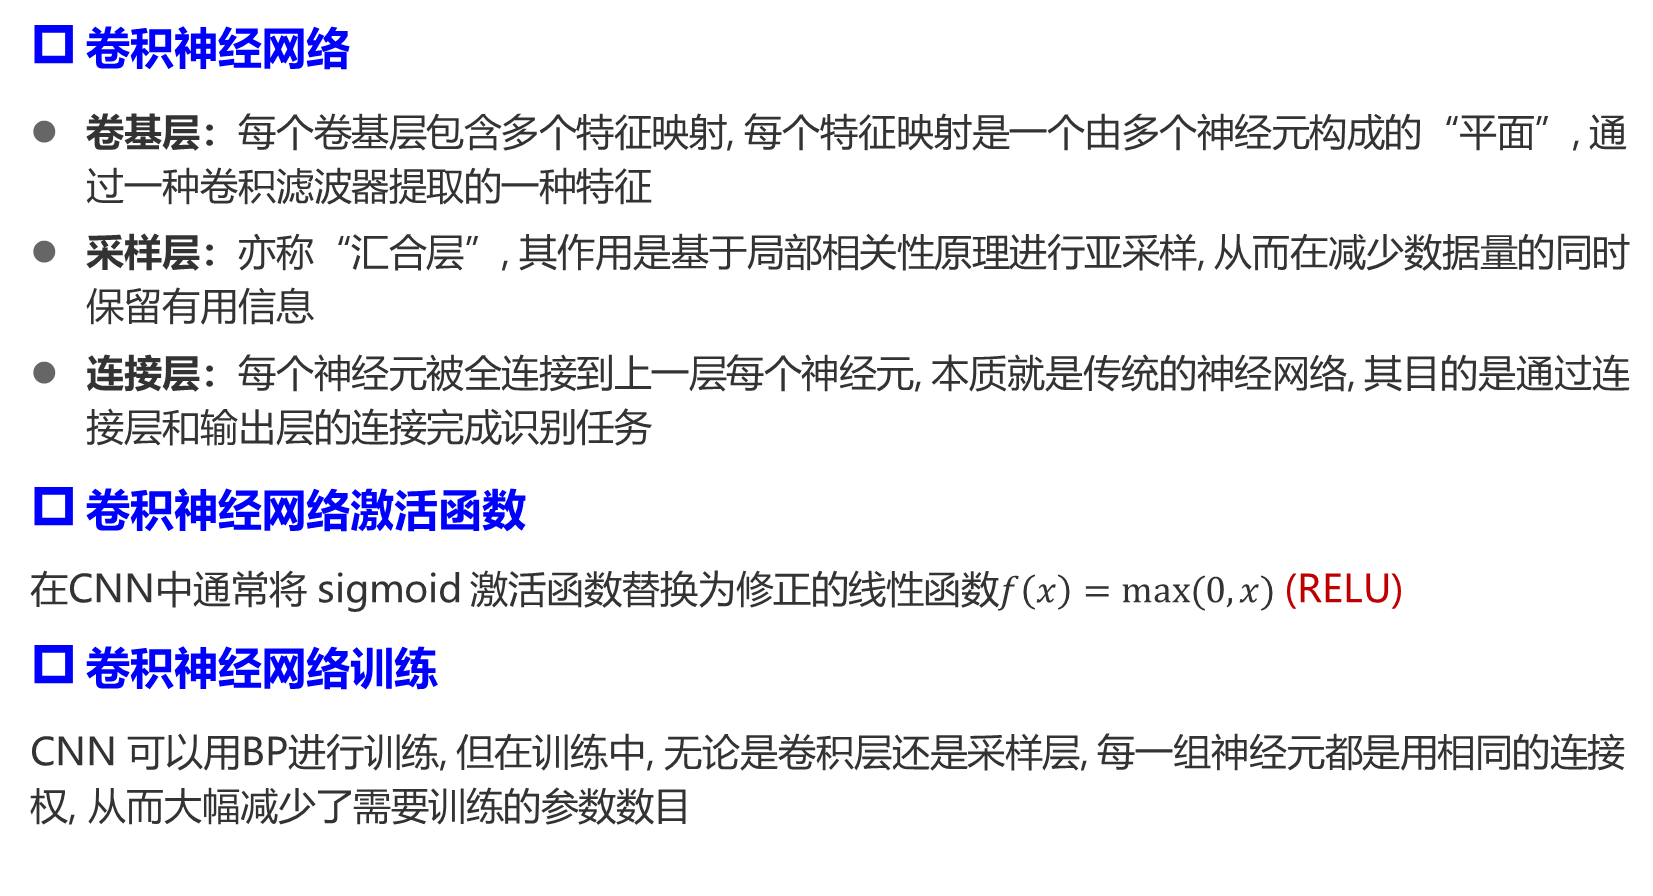 卷积神经网络
卷基层：每个卷基层包含多个特征映射, 每个特征映射是一个由多个神经元构成的“平面”, 通
过一种卷积滤波器提取的一种特征
采样层：亦称“汇合层”, 其作用是基于局部相关性原理进行亚采样, 从而在减少数据量的同时
保留有用信息
连接层：每个神经元被全连接到上一层每个神经元, 本质就是传统的神经网络, 其目的是通过连
接层和输出层的连接完成识别任务
卷积神经网络激活函数
在CNN中通常将 sigmoid 激活函数替换为修正的线性函数f(x) = max(0, x) (RELU)
卷积神经网络训练
CNN 可以用BP进行训练, 但在训练中, 无论是卷积层还是采样层, 每一组神经元都是用相同的连接
权, 从而大幅减少了需要训练的参数数目